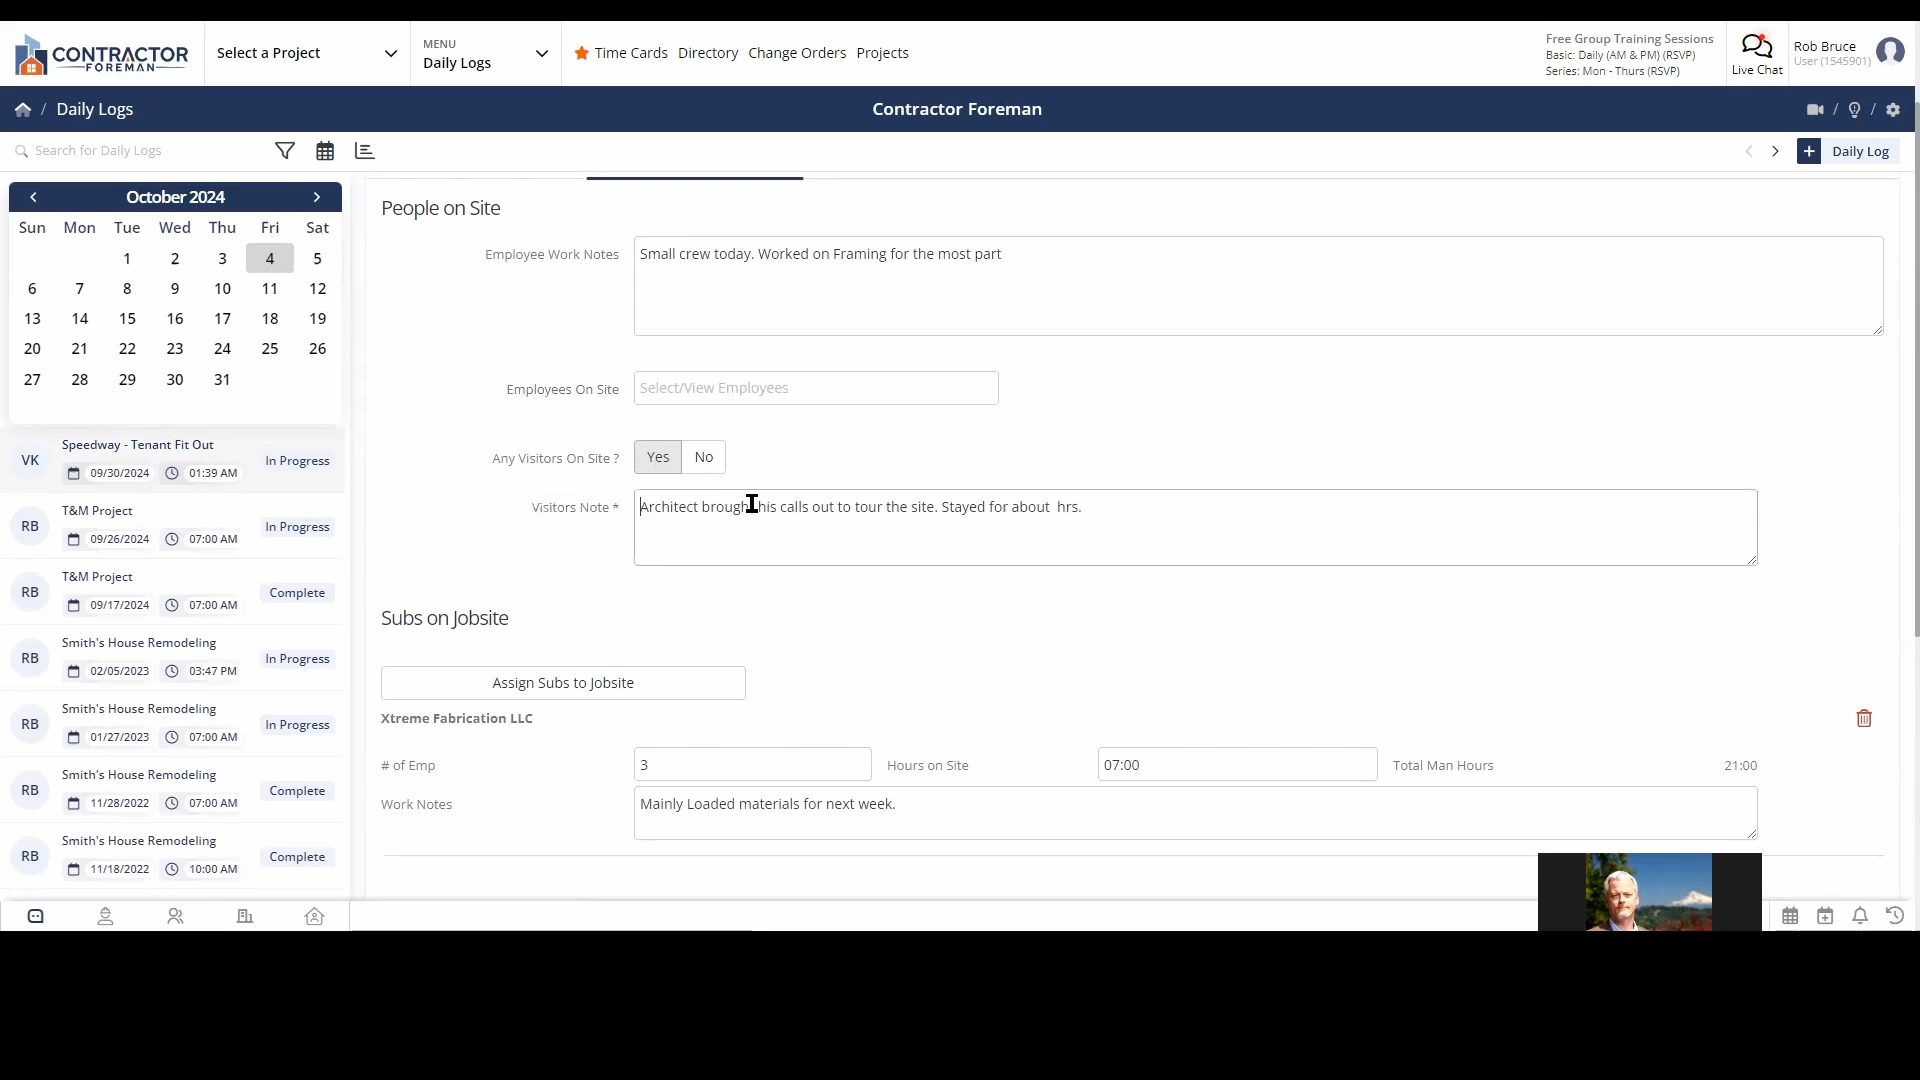 CONTRACTOR
FOREMAN
Select a Project
MENU
Daily Logs
Time Cards Directory Change Orders Projects
Free Group Training Sessions
Basic: Daily (AM & PM) (RSVP)
Series: Mon - Thurs (RSVP)
Live Chat
Rob Bruce
User (1545901)
/ Daily Logs
Contractor Foreman
/ /
Search for Daily Logs
+ Daily Log
October 2024
Sun Mon Tue Wed Thu Fri Sat
1 2 3 4 5
6 7 8 9 10 11 12
13 14 15 16 17 18 19
20 21 22 23 24 25 26
27 28 29 30 31
VK Speedway - Tenant Fit Out
09/30/2024 01:39 AM In Progress
RB T&M Project
09/26/2024 07:00 AM In Progress
RB T&M Project
09/17/2024 07:00 AM Complete
RB Smith's House Remodeling
02/05/2023 03:47 PM In Progress
RB Smith's House Remodeling
01/27/2023 07:00 AM In Progress
RB Smith's House Remodeling
11/28/2022 07:00 AM Complete
RB Smith's House Remodeling
11/18/2022 10:00 AM Complete
People on Site
Employee Work Notes Small crew today. Worked on Framing for the most part
Employees On Site Select/View Employees
Any Visitors On Site ? Yes No
Visitors Note * Architect brough his calls out to tour the site. Stayed for about hrs.
Subs on Jobsite
Assign Subs to Jobsite
Xtreme Fabrication LLC
# of Emp 3 Hours on Site 07:00 Total Man Hours 21:00
Work Notes Mainly Loaded materials for next week.